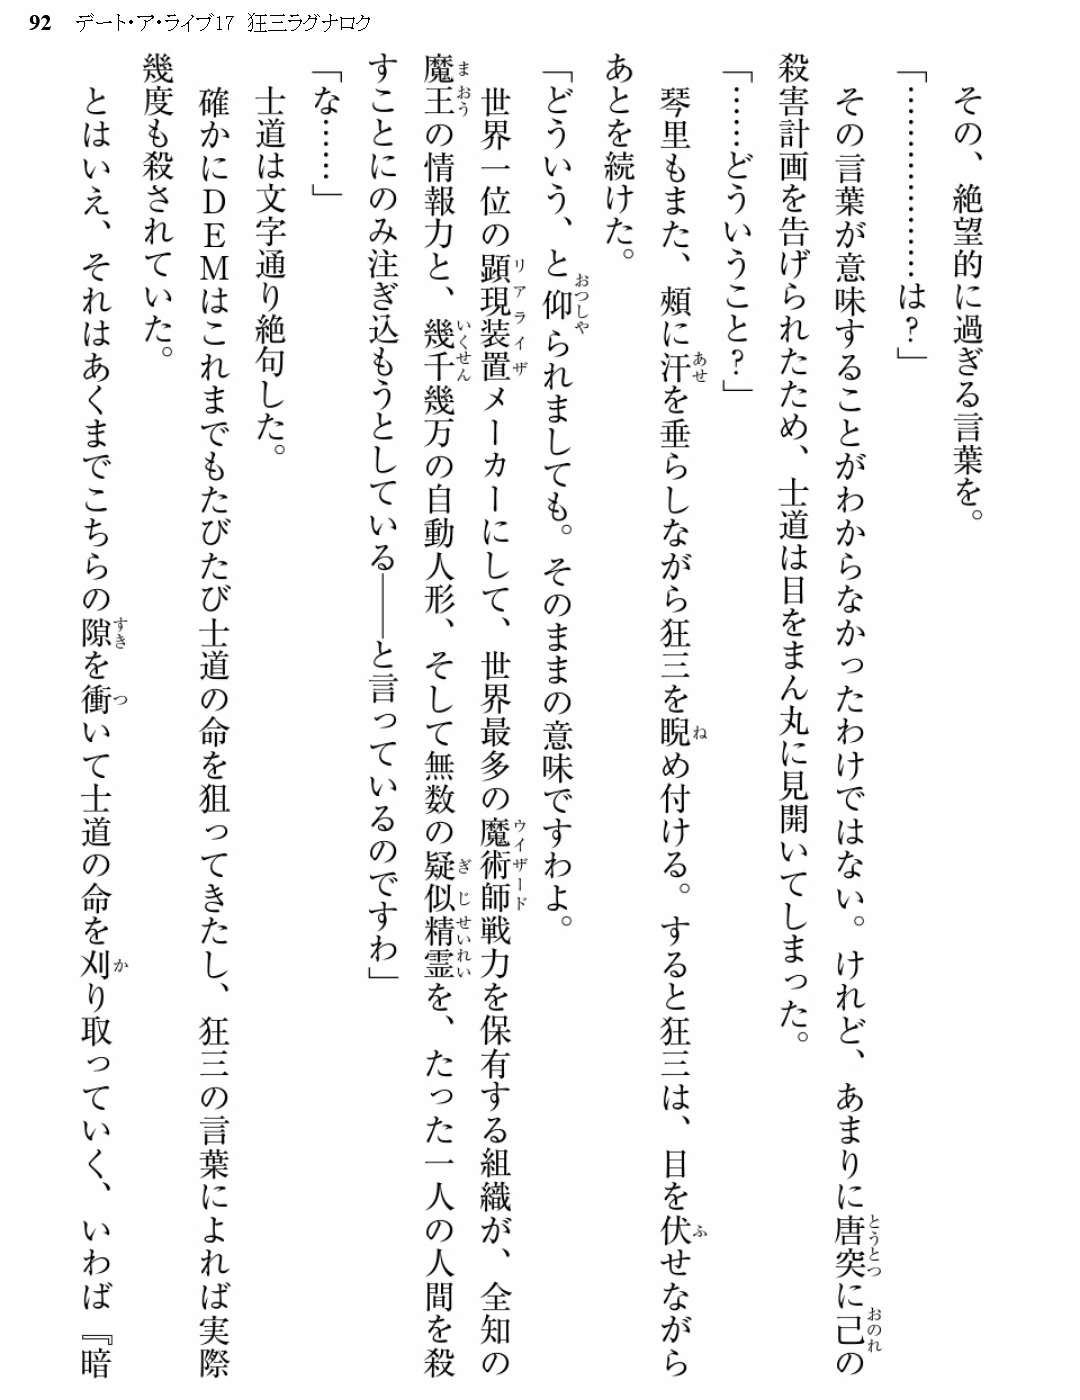 92 デート・ア・ライブ17 狂三ラグナロク
その、絶望的に過ぎる言葉を。
「…………………は？」
その言葉が意味することがわからなかったわけではない。けれど、あまりに唐突に己の
殺害計画を告げられたため、士道は目をまん丸に見開いてしまった。
「……どういうこと？」
琴里もまた、頰に汗を垂らしながら狂三を睨め付ける。すると狂三は、目を伏せながら
あとを続けた。
「どういう、と仰られましても。そのままの意味ですわよ。
世界一位の顕現装置メーカーにして、世界最多の魔術師戦力を保有する組織が、全知の
魔王の情報力と、幾千幾万の自動人形、そして無数の疑似精霊を、たった一人の人間を殺
すことにのみ注ぎ込もうとしている――と言っているのですわ」
「な……」
士道は文字通り絶句した。
確かにＤＥＭはこれまでもたびたび士道の命を狙ってきたし、狂三の言葉によれば実際
幾度も殺されていた。
とはいえ、それはあくまでこちらの隙を衝いて士道の命を刈り取っていく、いわば『暗